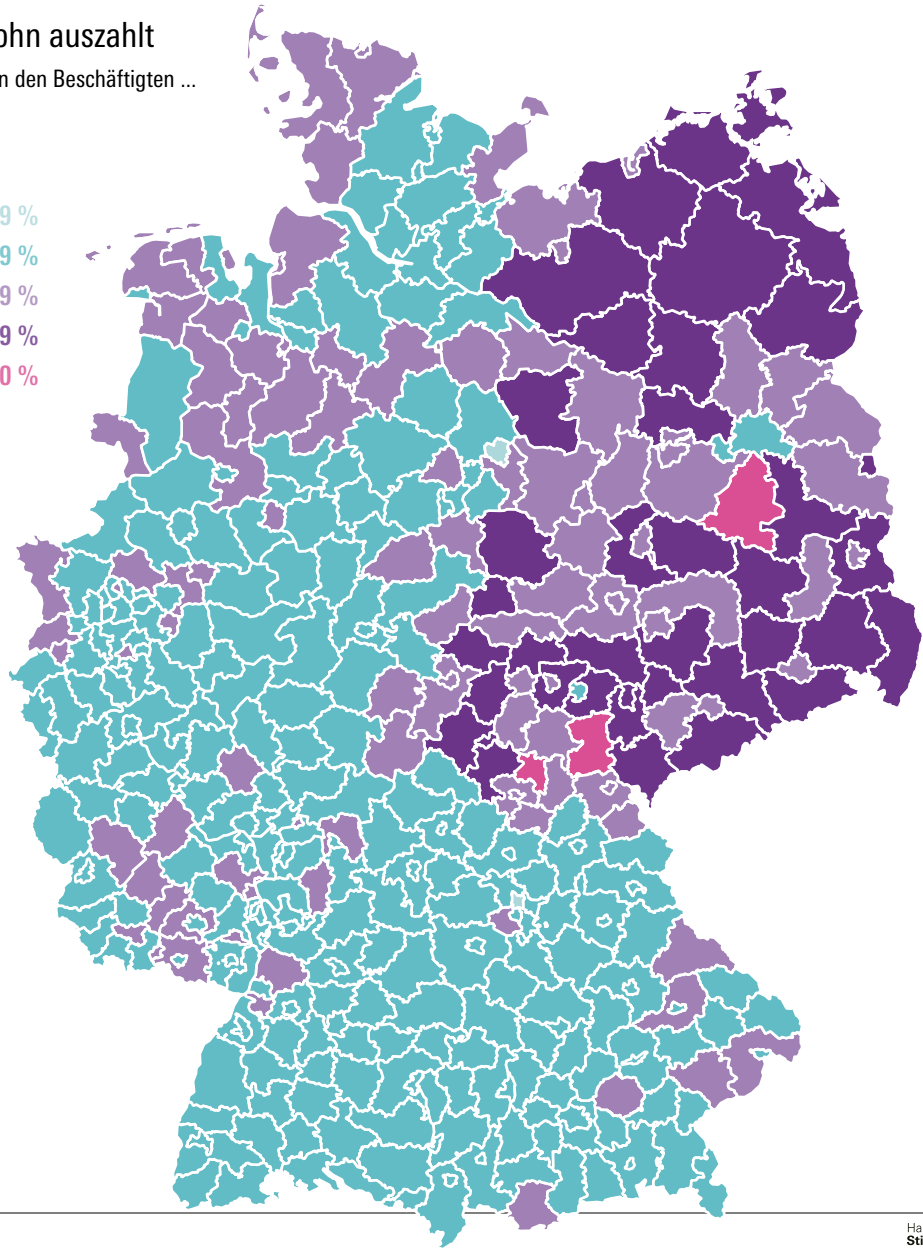 ohn auszahlt
n den Beschäftigten ...
9 %
9 %
9 %
9 %
0 %
Ha
Sti